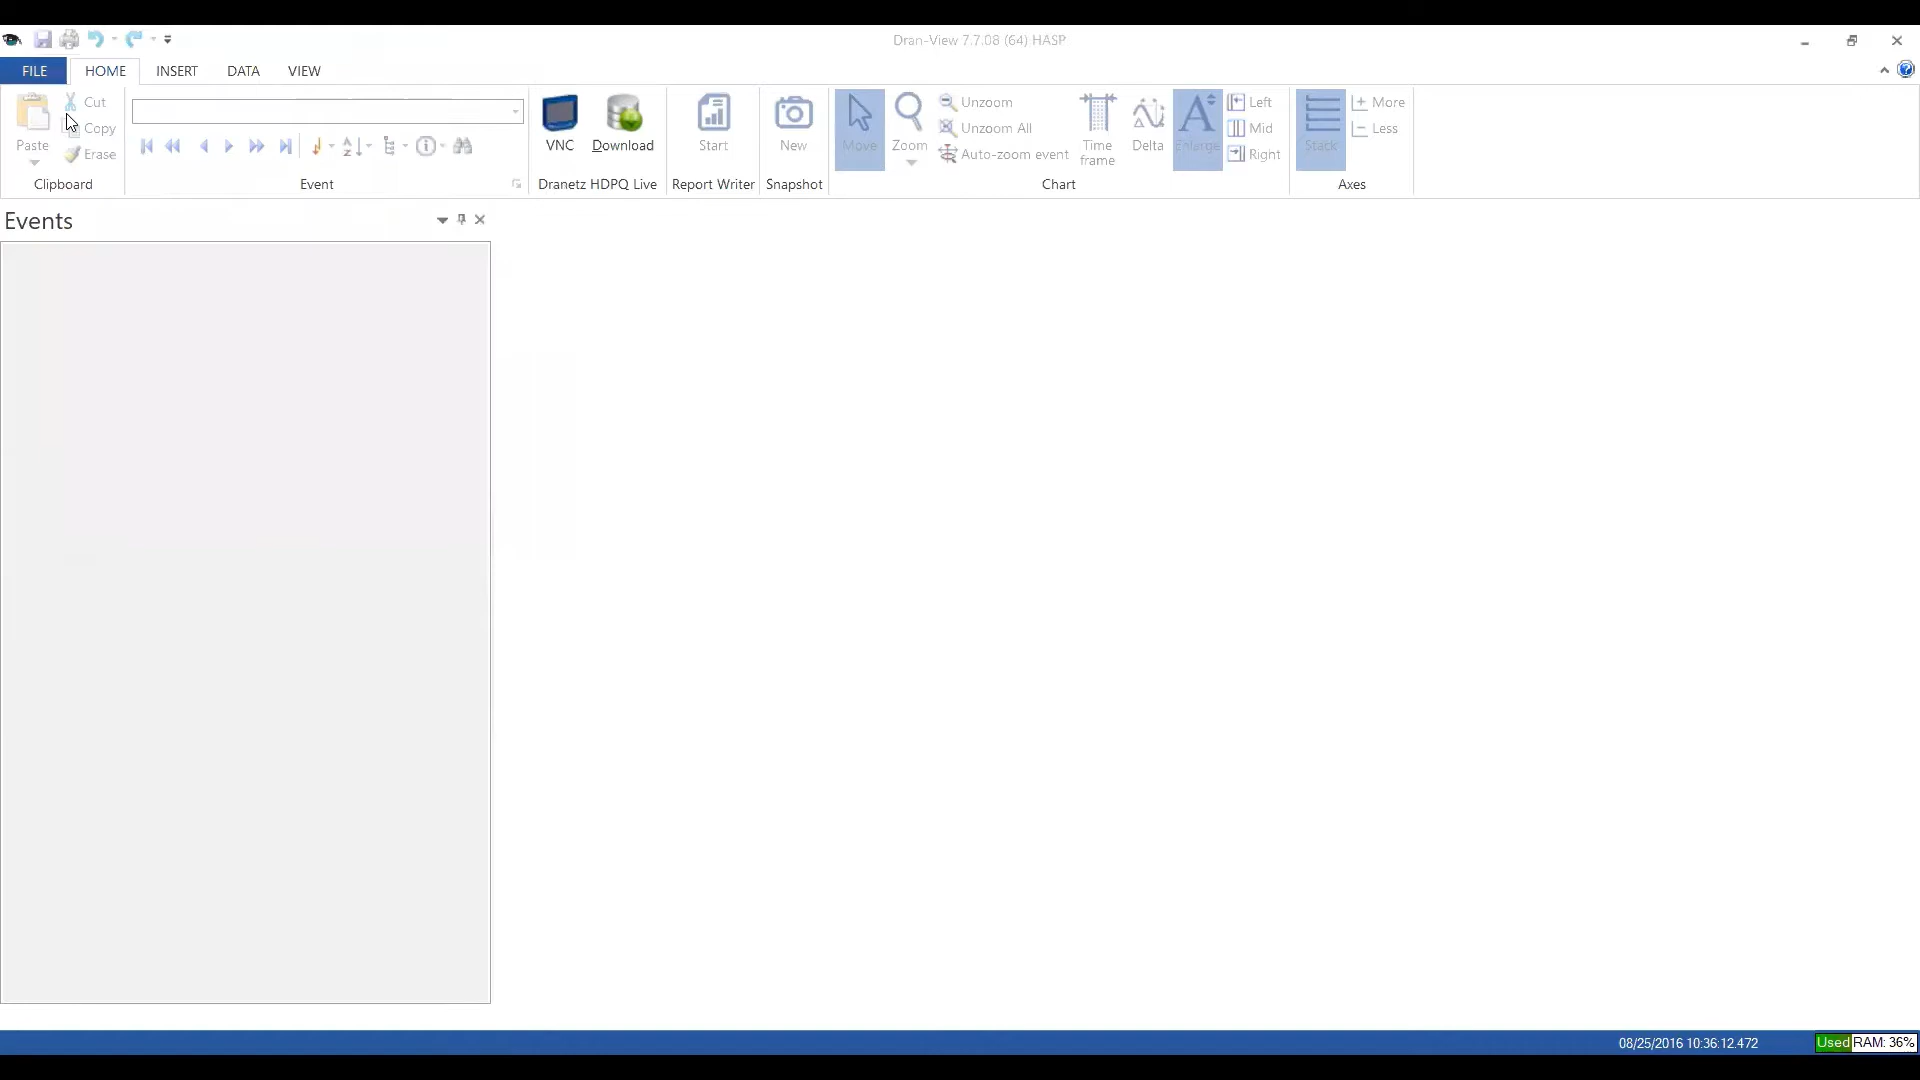 Dran-View 7.7.08 (64) HASP
FILE HOME INSERT DATA VIEW
Paste
Cut
Copy
Erase
Clipboard
Event
VNC
Download
Dranetz HDPQ Live
Start
Report Writer
New
Snapshot
Move
Zoom
Unzoom
Unzoom All
Auto-zoom event
Time frame
Delta
Enlarge
Left
Mid
Right
Chart
Stack
More
Less
Axes
Events
08/25/2016 10:36:12.472
Used RAM: 36%